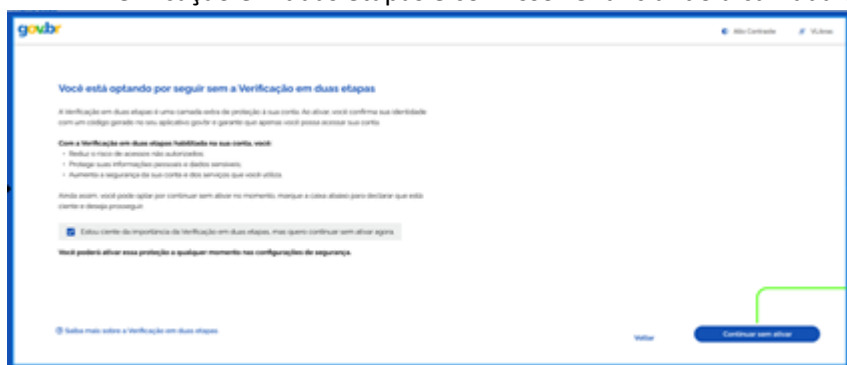 gov.br
Alto Contraste VLibras
Você está optando por seguir sem a Verificação em duas etapas
A Verificação em duas etapas é uma camada extra de proteção à sua conta. Ao ativar, você confirma sua identidade
com um código gerado no seu aplicativo gov.br e garante que apenas você possa acessar sua conta.
Com a Verificação em duas etapas habilitada na sua conta, você:
• Reduz o risco de acessos não autorizados;
• Protege suas informações pessoais e dados sensíveis;
• Aumenta a segurança da sua conta e dos serviços que você utiliza.
Ainda assim, você pode optar por continuar sem ativar no momento, marque a caixa abaixo para declarar que está
ciente e deseja prosseguir:
Estou ciente da importância da Verificação em duas etapas, mas quero continuar sem ativar agora.
Você poderá ativar essa proteção a qualquer momento nas configurações de segurança.
Saiba mais sobre a Verificação em duas etapas
Voltar
Continuar sem ativar